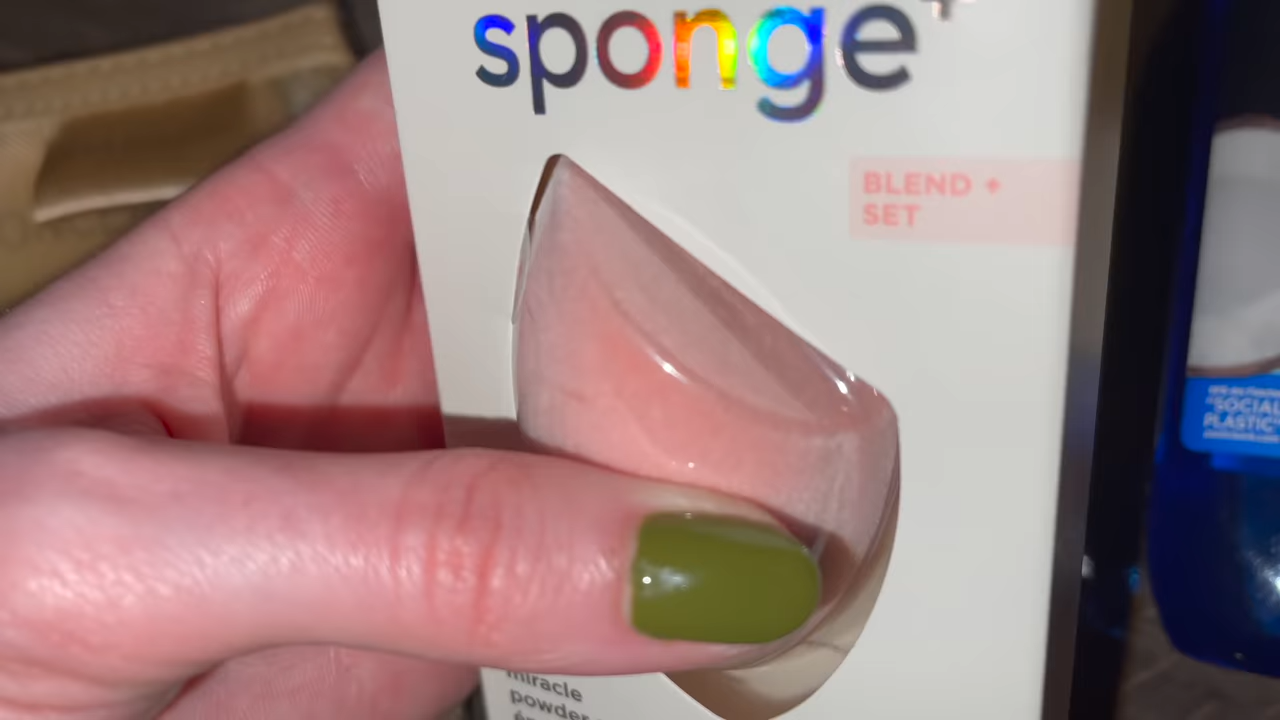 sponge+
BLEND +
SET
miracle
powder
"SOCIAL
PLASTIC"